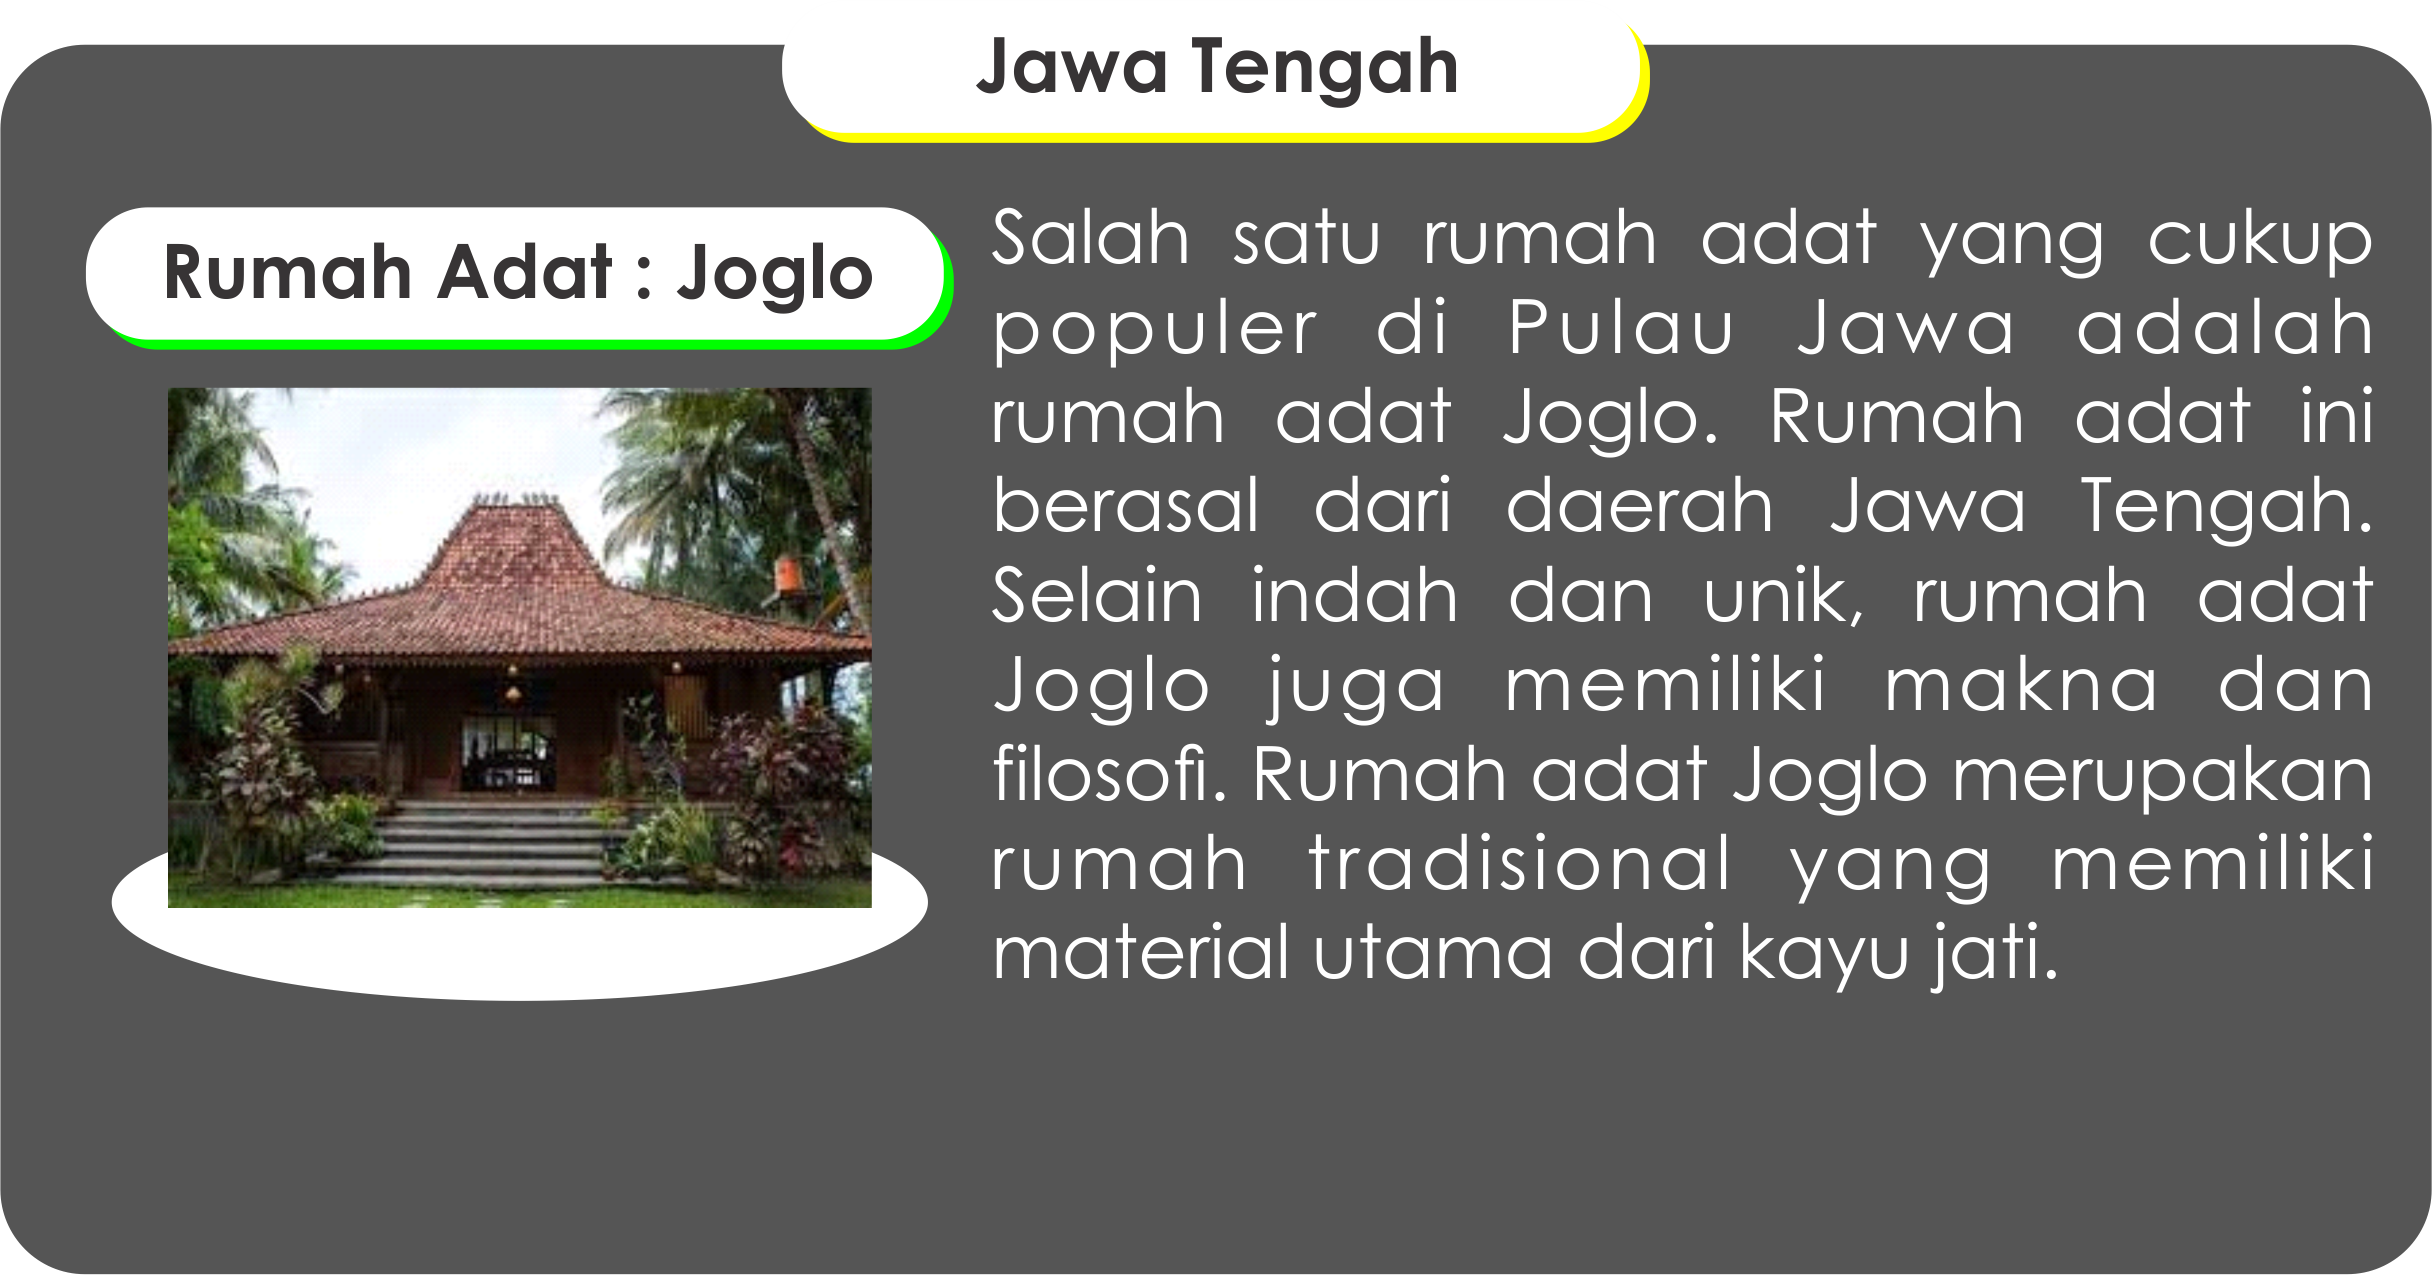 Jawa Tengah
Rumah Adat : Joglo
Salah satu rumah adat yang cukup
populer di Pulau Jawa adalah
rumah adat Joglo. Rumah adat ini
berasal dari daerah Jawa Tengah.
Selain indah dan unik, rumah adat
Joglo juga memiliki makna dan
filosofi. Rumah adat Joglo merupakan
rumah tradisional yang memiliki
material utama dari kayu jati.